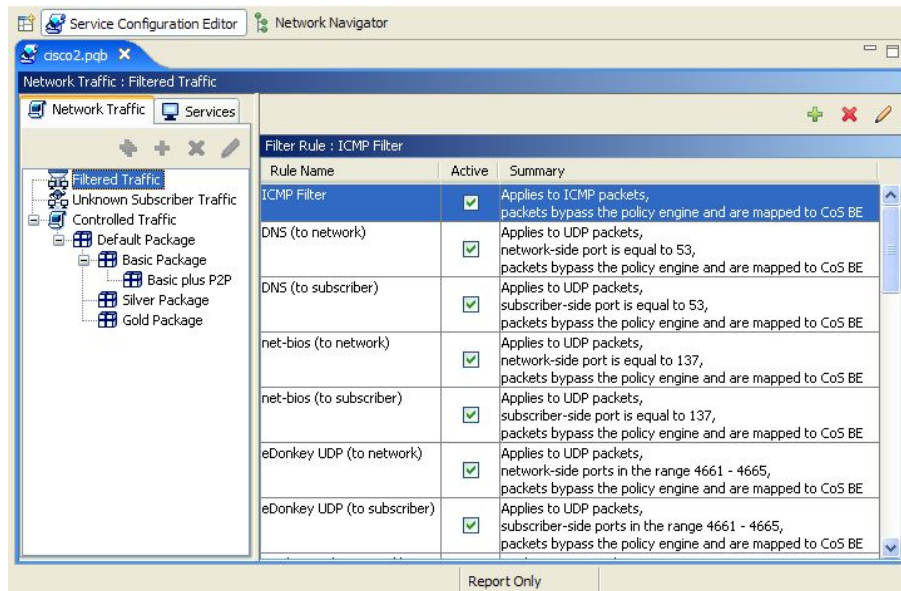 Service Configuration Editor
Network Navigator
cisco2.pqb
Network Traffic : Filtered Traffic
Network Traffic
Services
Filtered Traffic
Unknown Subscriber Traffic
Controlled Traffic
Default Package
Basic Package
Basic plus P2P
Silver Package
Gold Package
Filter Rule : ICMP Filter
Rule Name Active Summary
ICMP Filter
Applies to ICMP packets,
packets bypass the policy engine and are mapped to CoS BE
DNS (to network)
Applies to UDP packets,
network-side port is equal to 53,
packets bypass the policy engine and are mapped to CoS BE
DNS (to subscriber)
Applies to UDP packets,
subscriber-side port is equal to 53,
packets bypass the policy engine and are mapped to CoS BE
net-bios (to network)
Applies to UDP packets,
network-side port is equal to 137,
packets bypass the policy engine and are mapped to CoS BE
net-bios (to subscriber)
Applies to UDP packets,
subscriber-side port is equal to 137,
packets bypass the policy engine and are mapped to CoS BE
eDonkey UDP (to network)
Applies to UDP packets,
network-side ports in the range 4661 - 4665,
packets bypass the policy engine and are mapped to CoS BE
eDonkey UDP (to subscriber)
Applies to UDP packets,
subscriber-side ports in the range 4661 - 4665,
packets bypass the policy engine and are mapped to CoS BE
Report Only